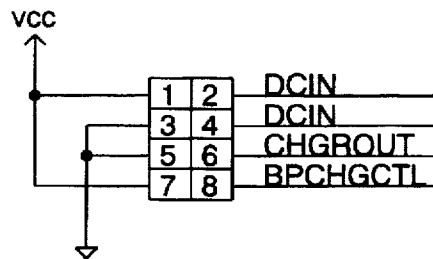 VCC
1 2 DCIN
3 4 DCIN
5 6 CHGROUT
7 8 BPCHGCTL